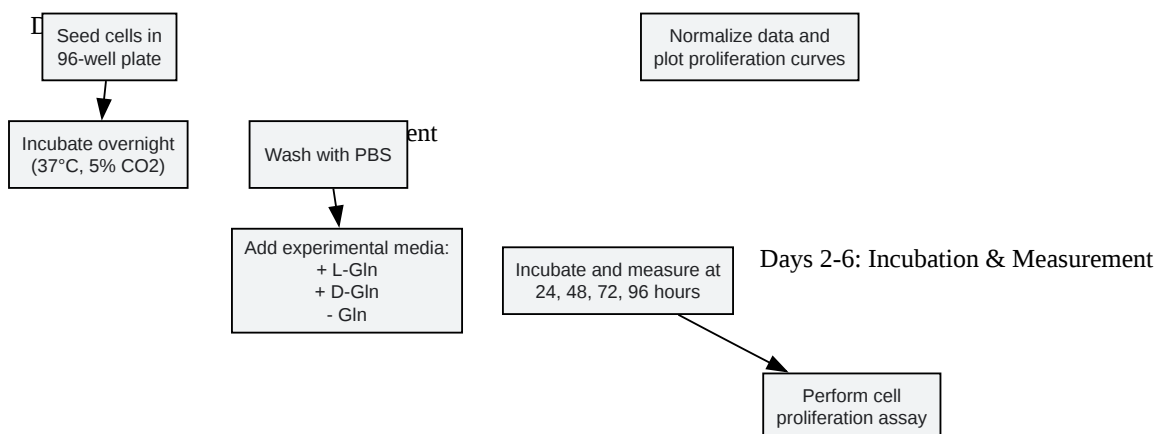 Seed cells in
96-well plate
Normalize data and
plot proliferation curves
Incubate overnight
(37°C, 5% CO2)
Wash with PBS
Add experimental media:
+ L-Gln
+ D-Gln
- Gln
Incubate and measure at
24, 48, 72, 96 hours
Days 2-6: Incubation & Measurement
Perform cell
proliferation assay